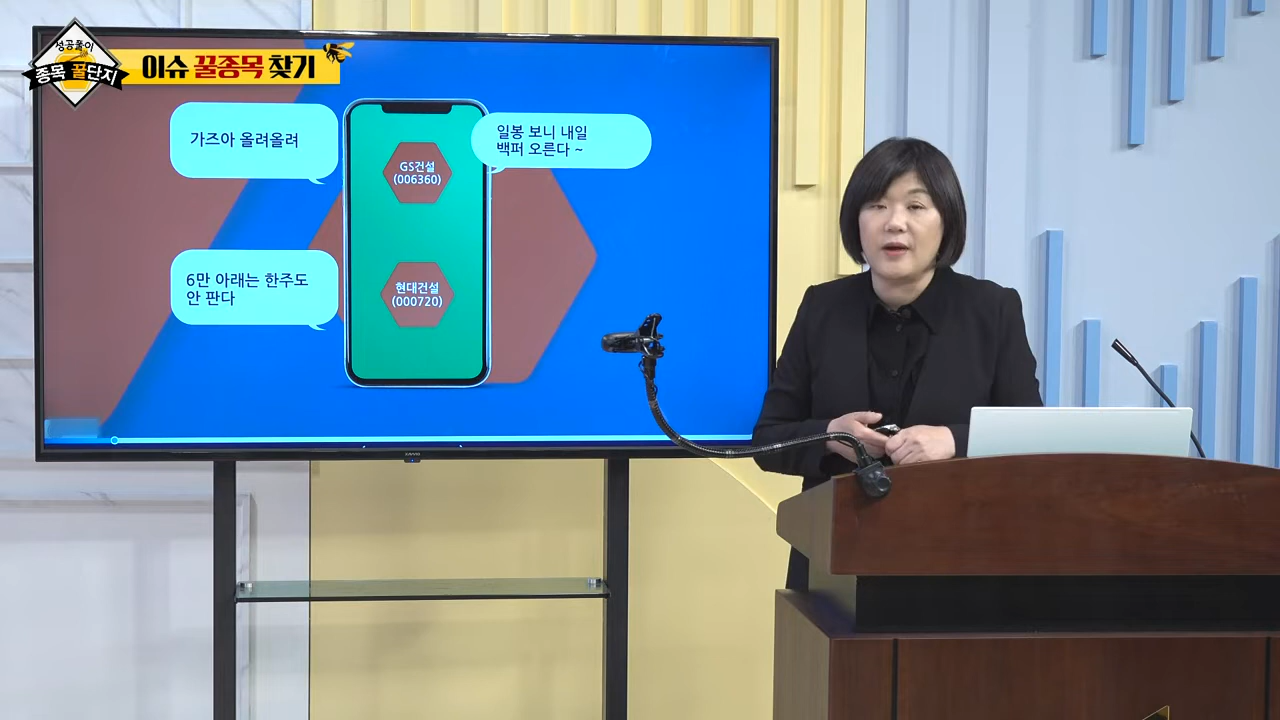 성공풀이
종목 꿀단지
이슈 꿀종목 찾기
가즈아 올려올려
일봉 보니 내일
백퍼 오른다 ~
GS건설
(006360)
6만 아래는 한주도
안 판다
현대건설
(000720)